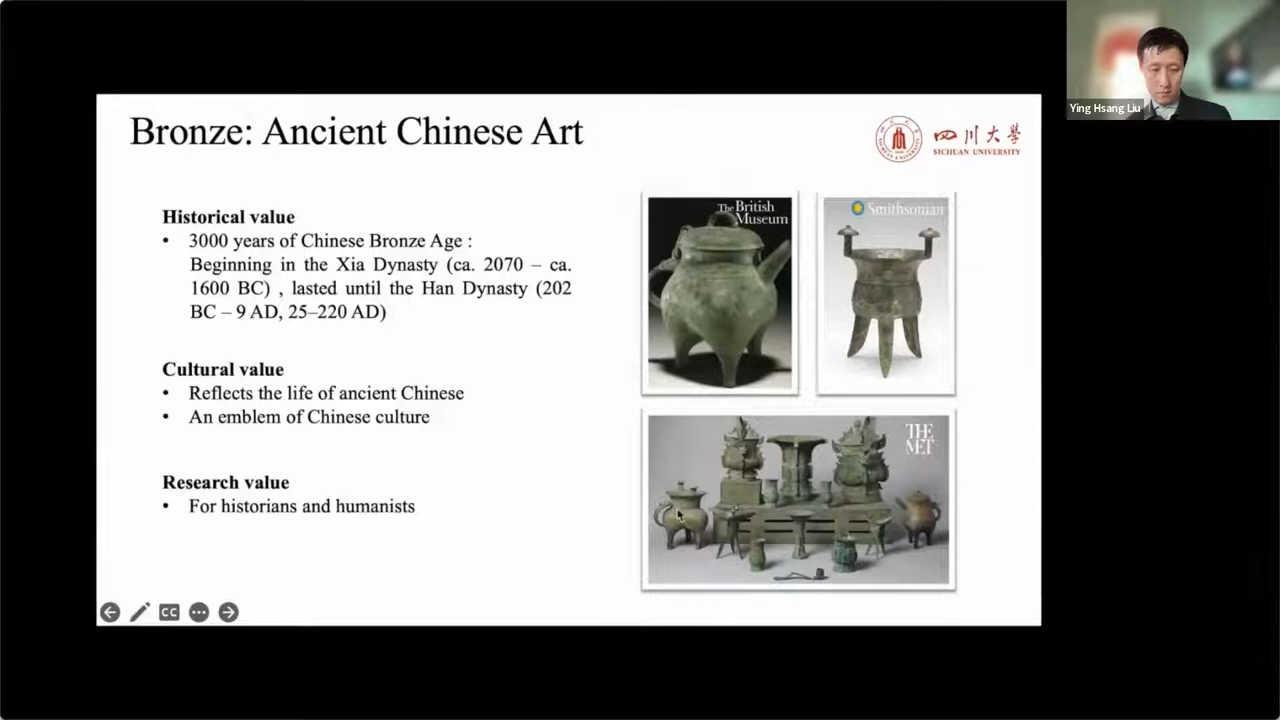 Ying Hsang Liu
Bronze: Ancient Chinese Art
四川大学
SICHUAN UNIVERSITY
Historical value
• 3000 years of Chinese Bronze Age :
Beginning in the Xia Dynasty (ca. 2070 – ca.
1600 BC) , lasted until the Han Dynasty (202
BC – 9 AD, 25–220 AD)
Cultural value
• Reflects the life of ancient Chinese
• An emblem of Chinese culture
Research value
• For historians and humanists
The British
Museum
Smithsonian
THE
MET
CC